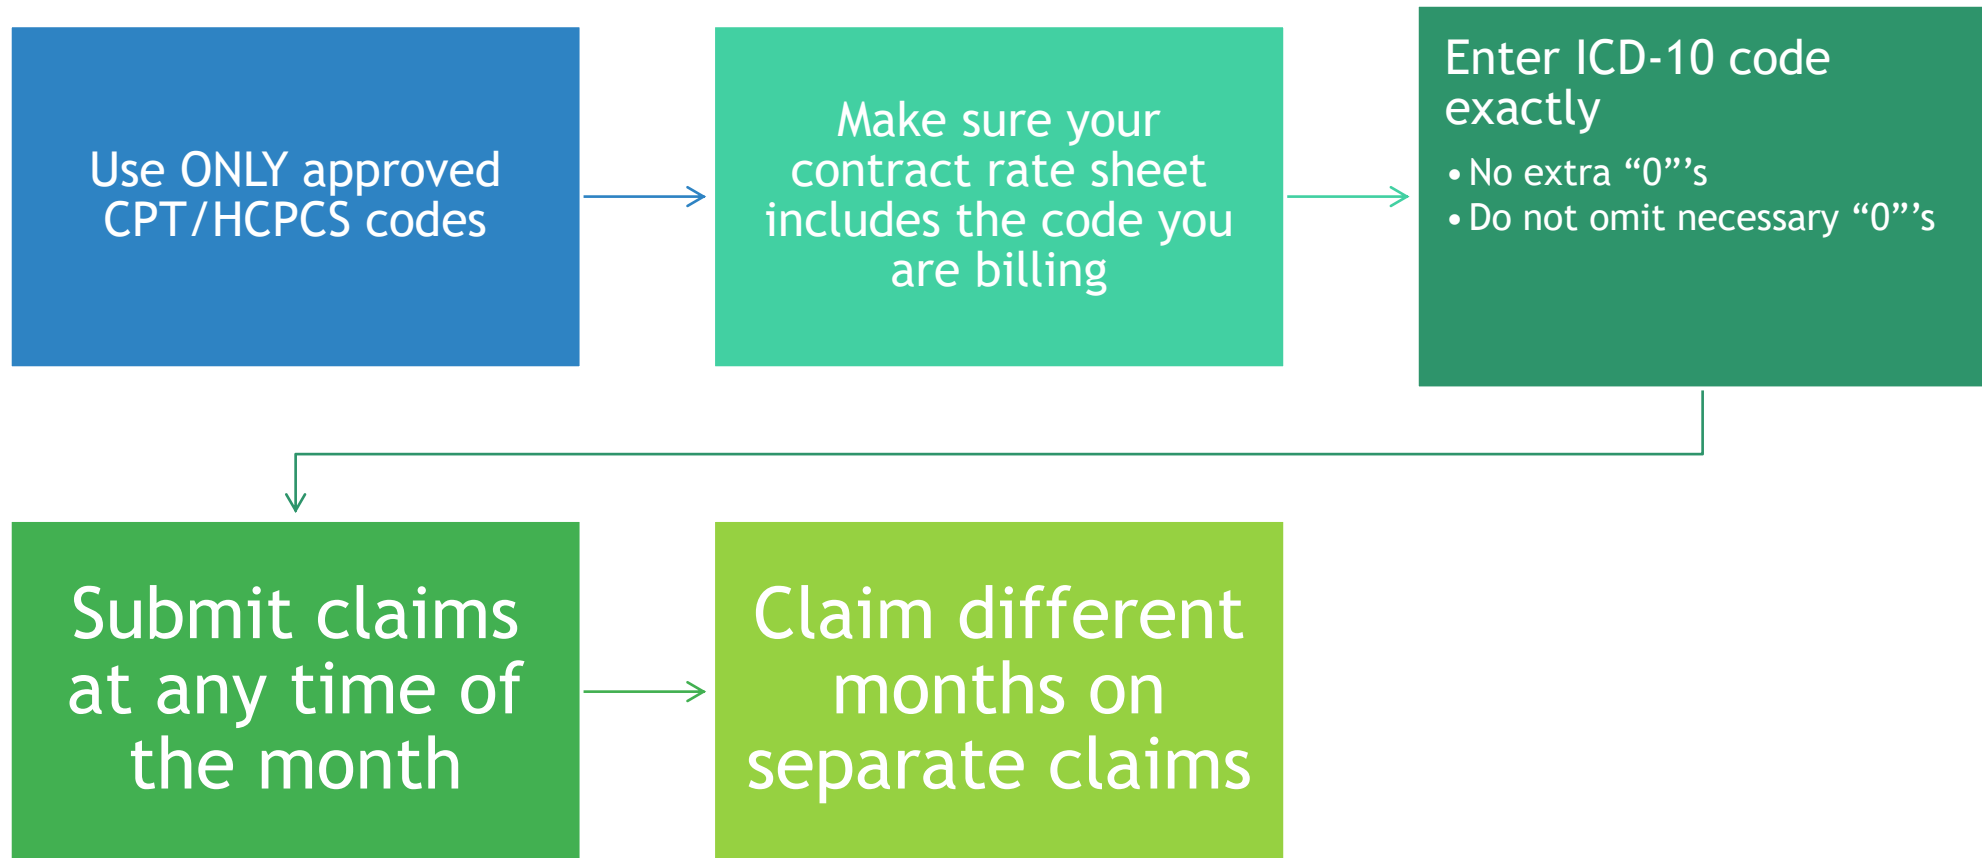 Use ONLY approved
CPT/HCPCS codes
Make sure your
contract rate sheet
includes the code you
are billing
Enter ICD-10 code
exactly
• No extra “0”’s
• Do not omit necessary “0”’s
Submit claims
at any time of
the month
Claim different
months on
separate claims